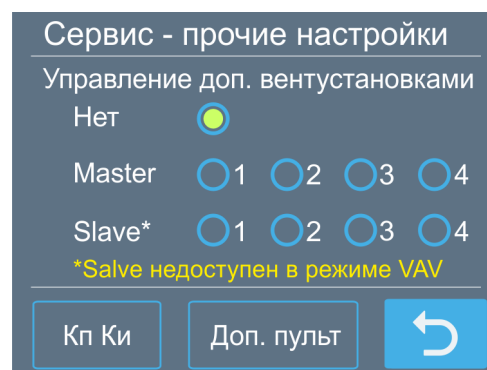 Сервис - прочие настройки
Управление доп. вентустановками
Нет
Master 1 2 3 4
Slave* 1 2 3 4
*Salve недоступен в режиме VAV
Кп Ки Доп. пульт